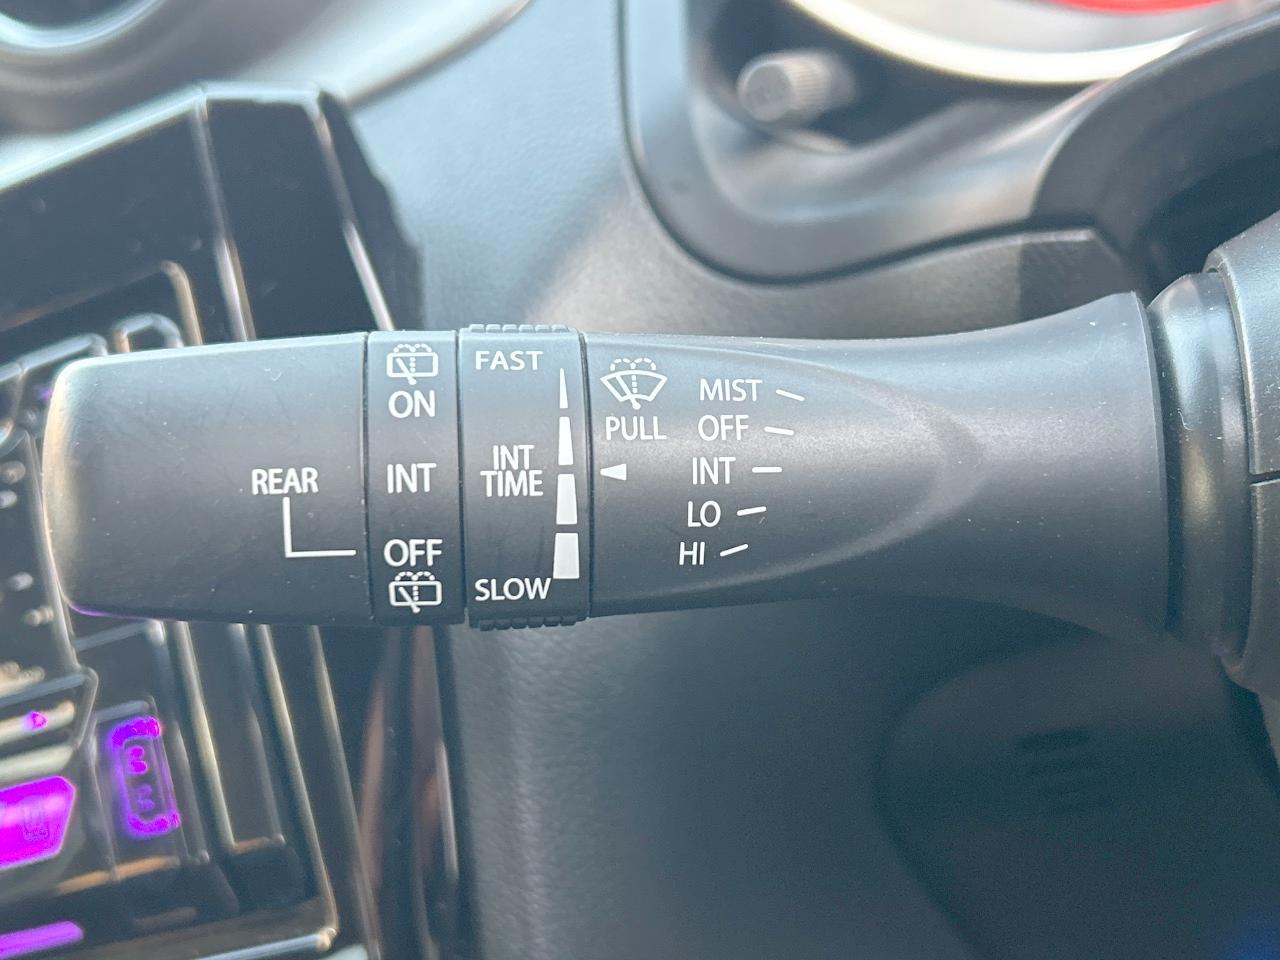 REAR
ON
INT
OFF
FAST
INT
TIME
SLOW
PULL
MIST
OFF
INT
LO
HI